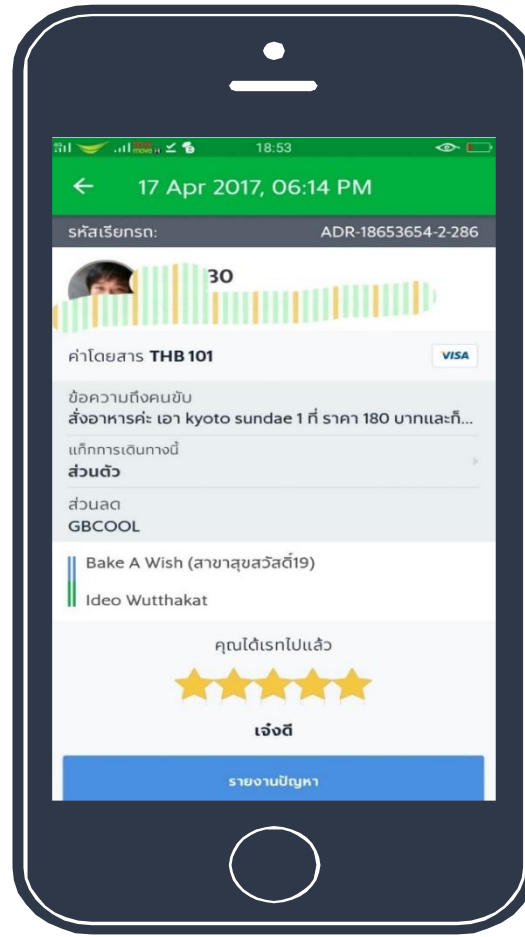 18:53
17 Apr 2017, 06:14 PM
รหัสเรียกรถ: ADR-18653654-2-286
30
ค่าโดยสาร THB 101 VISA
ข้อความถึงคนขับ
สั่งอาหารค่ะ เอา kyoto sundae 1 ที่ ราคา 180 บาทและก็...
แท็กการเดินทางนี้
ส่วนตัว
ส่วนลด
GBCOOL
Bake A Wish (สาขาสุขสวัสดิ์19)
Ideo Wutthakat
คุณได้เรทไปแล้ว
เจ๋งดี
รายงานปัญหา